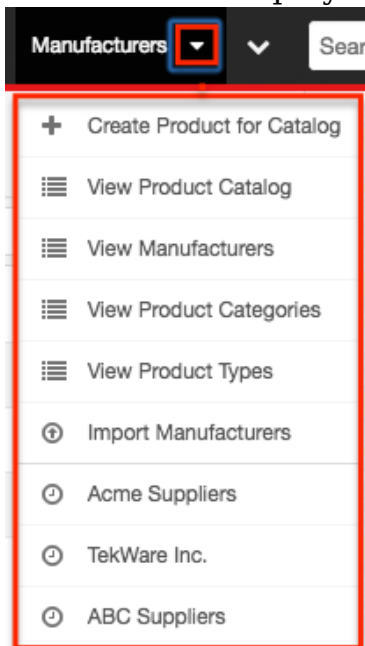 Manufacturers
Sear
Create Product for Catalog
View Product Catalog
View Manufacturers
View Product Categories
View Product Types
Import Manufacturers
Acme Suppliers
TekWare Inc.
ABC Suppliers